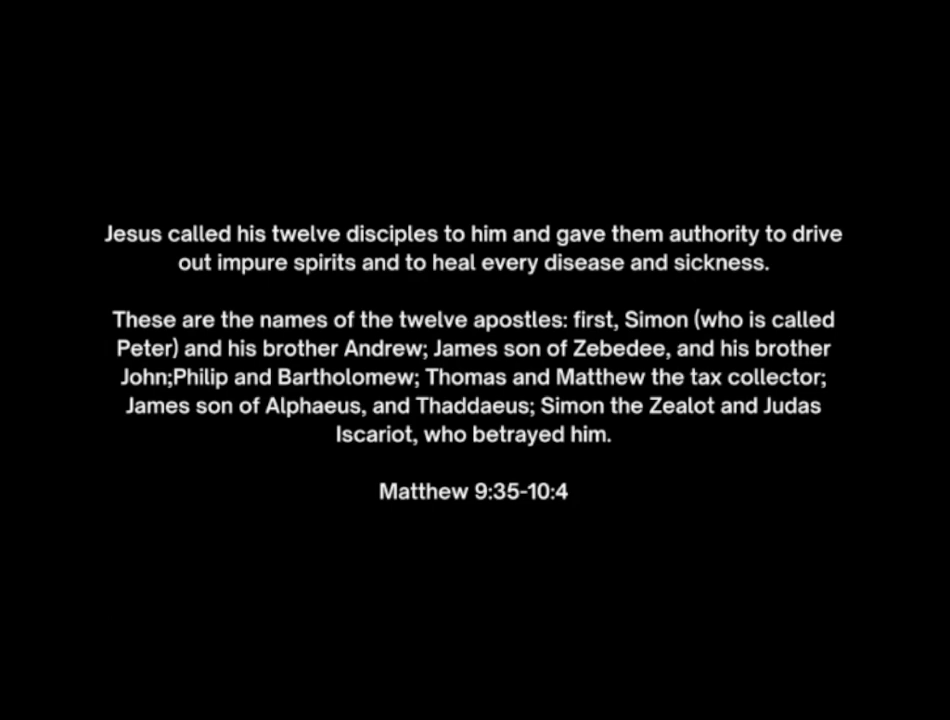 Jesus called his twelve disciples to him and gave them authority to drive
out impure spirits and to heal every disease and sickness.
These are the names of the twelve apostles: first, Simon (who is called
Peter) and his brother Andrew; James son of Zebedee, and his brother
John;Philip and Bartholomew; Thomas and Matthew the tax collector;
James son of Alphaeus, and Thaddaeus; Simon the Zealot and Judas
Iscariot, who betrayed him.
Matthew 9:35-10:4